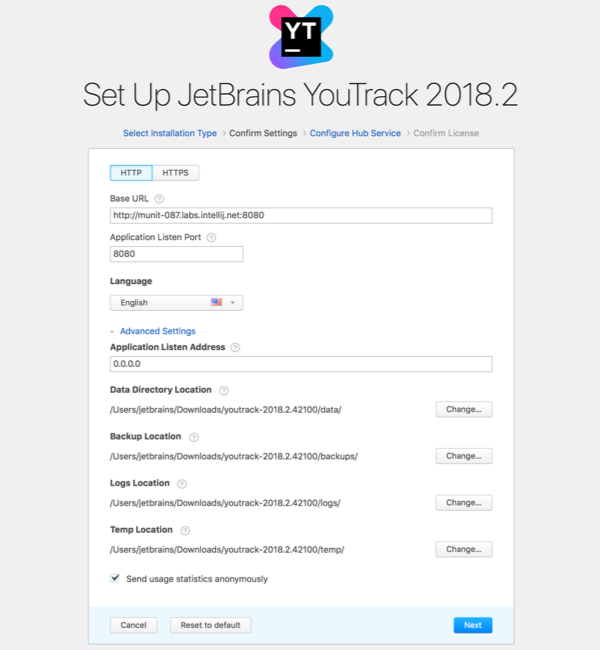 YT
Set Up JetBrains YouTrack 2018.2
Select Installation Type > Confirm Settings > Configure Hub Service > Confirm License
HTTP HTTPS
Base URL ?
http://munit-087.labs.intellij.net:8080
Application Listen Port ?
8080
Language
English
Advanced Settings
Application Listen Address ?
0.0.0.0
Data Directory Location ?
/Users/jetbrains/Downloads/youtrack-2018.2.42100/data/ Change...
Backup Location ?
/Users/jetbrains/Downloads/youtrack-2018.2.42100/backups/ Change...
Logs Location ?
/Users/jetbrains/Downloads/youtrack-2018.2.42100/logs/ Change...
Temp Location ?
/Users/jetbrains/Downloads/youtrack-2018.2.42100/temp/ Change...
Send usage statistics anonymously
Cancel Reset to default Next